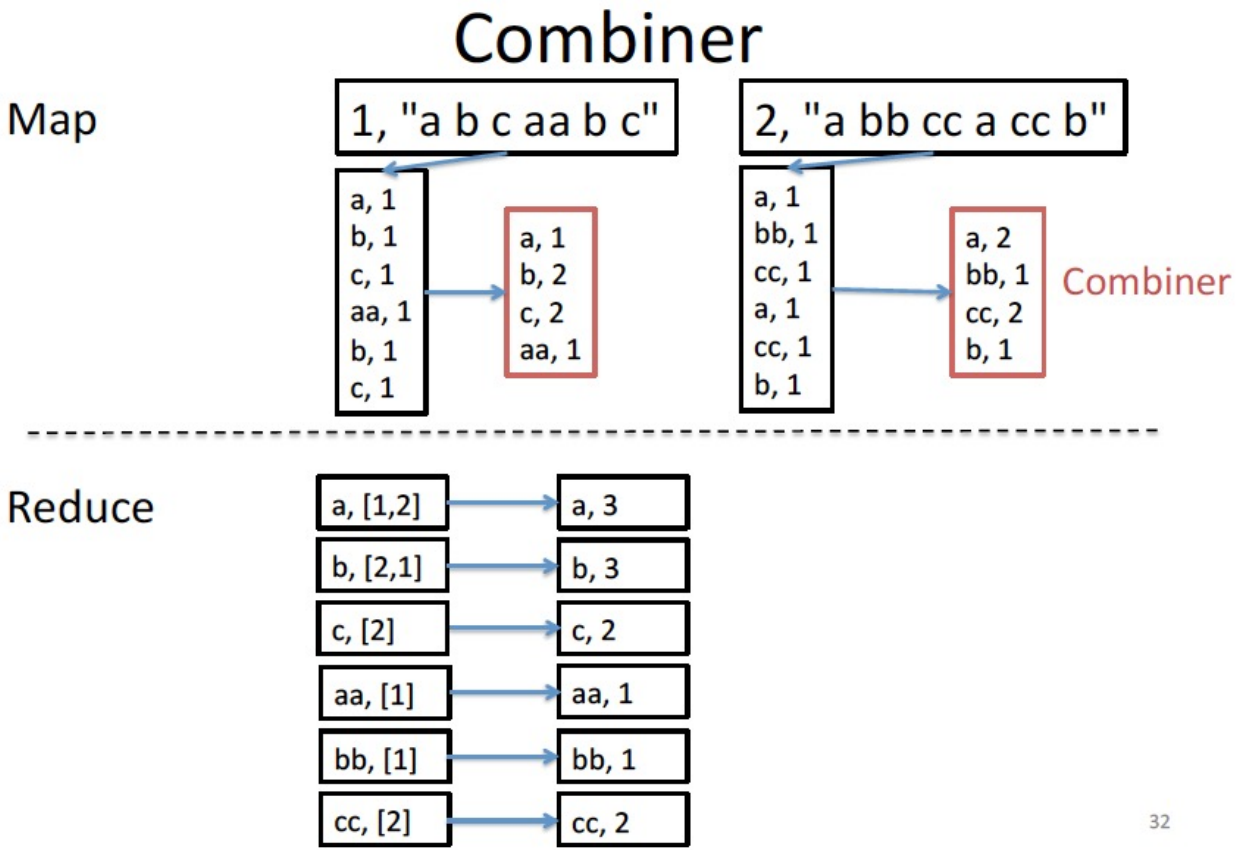 Combiner
Map
1, "a b c aa b c"
a, 1
b, 1
c, 1
aa, 1
b, 1
c, 1
a, 1
b, 2
c, 2
aa, 1
2, "a bb cc a cc b"
a, 1
bb, 1
cc, 1
a, 1
cc, 1
b, 1
a, 2
bb, 1
cc, 2
b, 1
Combiner
Reduce
a, [1,2]
a, 3
b, [2,1]
b, 3
c, [2]
c, 2
aa, [1]
aa, 1
bb, [1]
bb, 1
cc, [2]
cc, 2
32